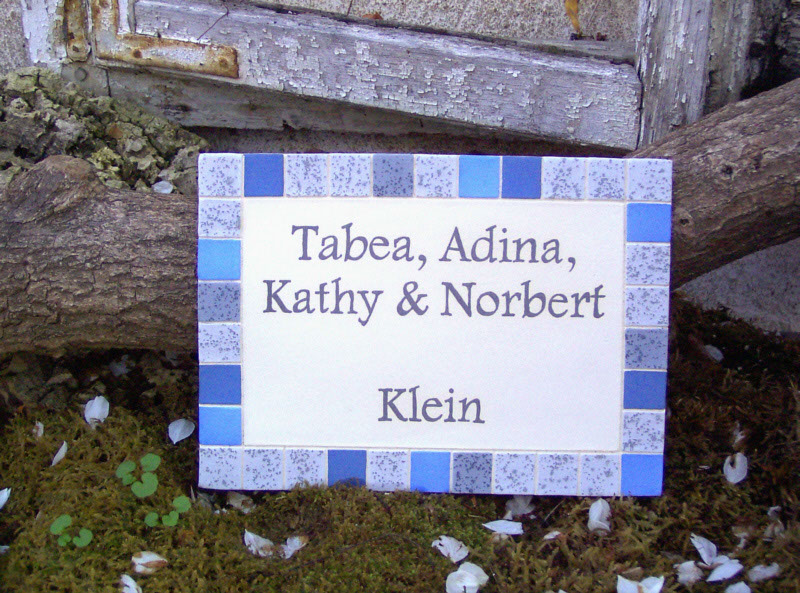 Tabea, Adina,
Kathy & Norbert
Klein